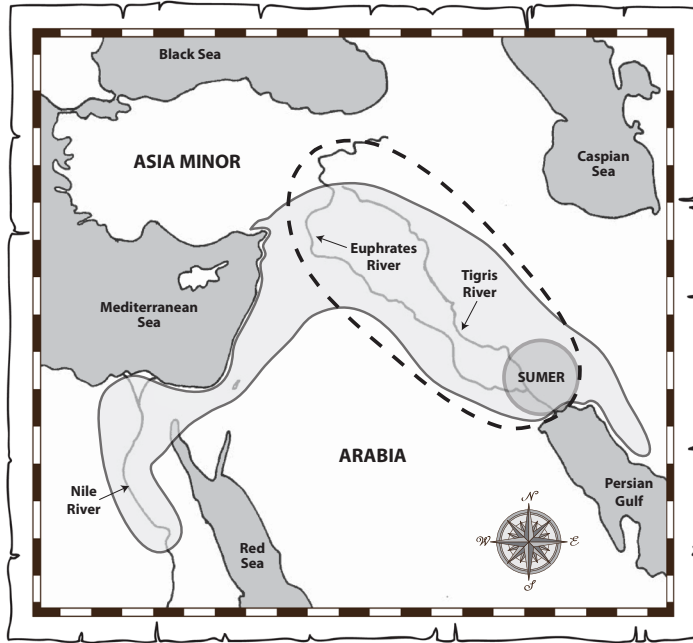 Black Sea
ASIA MINOR
Caspian
Sea
Euphrates
River
Tigris
River
Mediterranean
Sea
SUMER
ARABIA
Nile
River
Persian
Gulf
Red
Sea
N
W
E
S